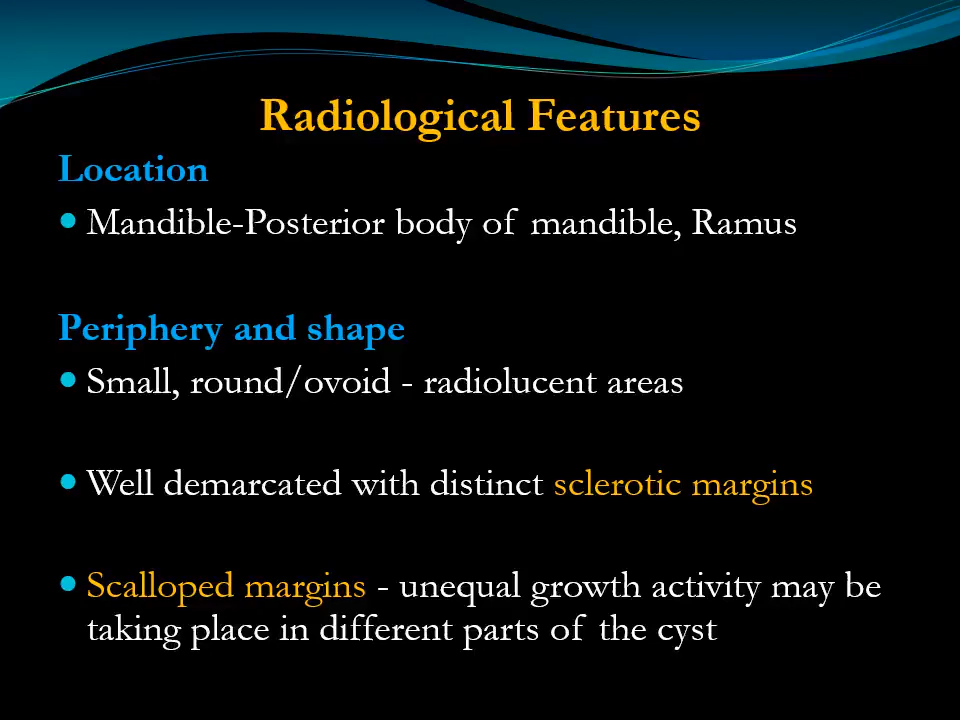 Radiological Features
Location
• Mandible-Posterior body of mandible, Ramus
Periphery and shape
• Small, round/ovoid - radiolucent areas
• Well demarcated with distinct sclerotic margins
• Scalloped margins - unequal growth activity may be
taking place in different parts of the cyst